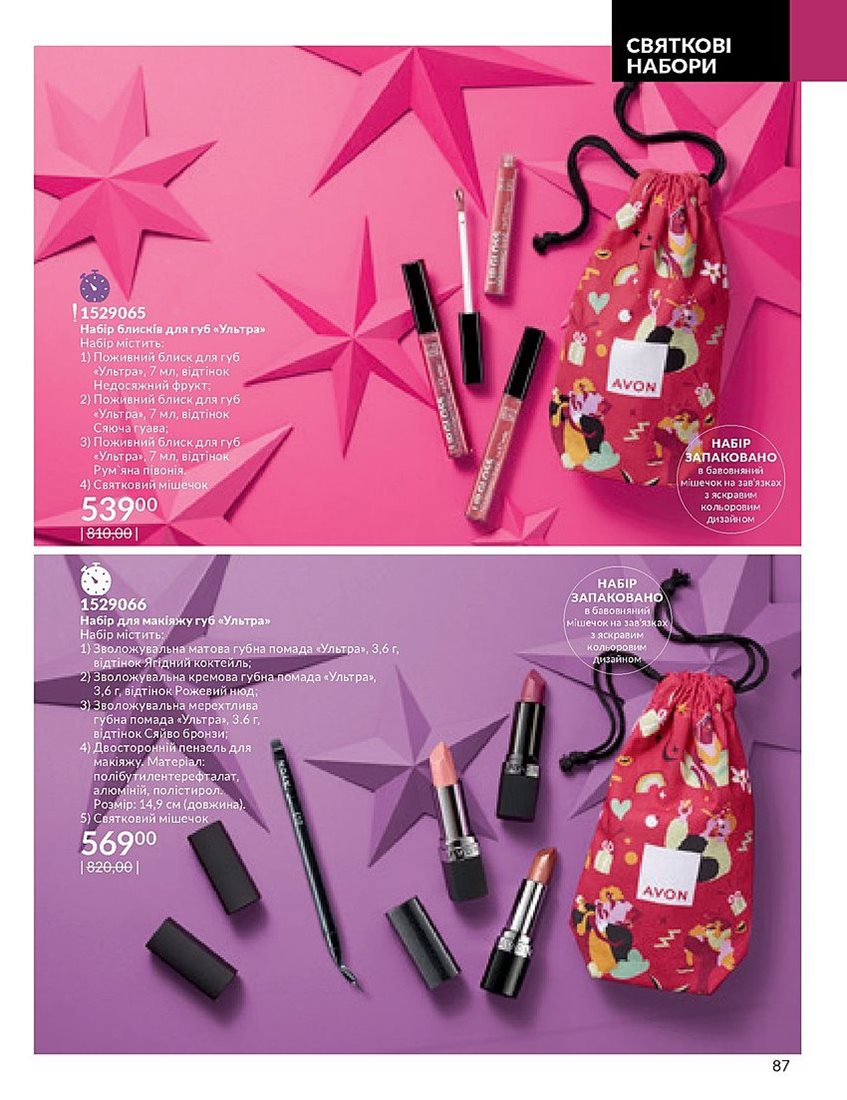 СВЯТКОВІ
НАБОРИ
!1529065
Набір блисків для губ «Ультра»
Набір містить:
1) Поживний блиск для губ
«Ультра», 7 мл, відтінок
Недосяжний фрукт;
2) Поживний блиск для губ
«Ультра», 7 мл, відтінок
Сяюча гуава;
3) Поживний блиск для губ
«Ультра», 7 мл, відтінок
Рум`яна півонія.
4) Святковий мішечок
539⁰⁰
| 810,00 |
AVON
НАБІР
ЗАПАКОВАНО
в бавовняний
мішечок на зав'язках
з яскравим
кольоровим
дизайном
1529066
Набір для макіяжу губ «Ультра»
Набір містить:
1) Зволожувальна матова губна помада «Ультра», 3,6 г,
відтінок Ягідний коктейль;
2) Зволожувальна кремова губна помада «Ультра»,
3,6 г, відтінок Рожевий нюд;
3) Зволожувальна мерехтлива
губна помада «Ультра», 3.6 г,
відтінок Сяйво бронзи;
4) Двосторонній пензель для
макіяжу. Матеріал:
полібутилентерефталат,
алюміній, полістирол.
Розмір: 14,9 см (довжина).
5) Святковий мішечок
569⁰⁰
| 820,00 |
НАБІР
ЗАПАКОВАНО
в бавовняний
мішечок на зав'язках
з яскравим
кольоровим
дизайном
AVON
87